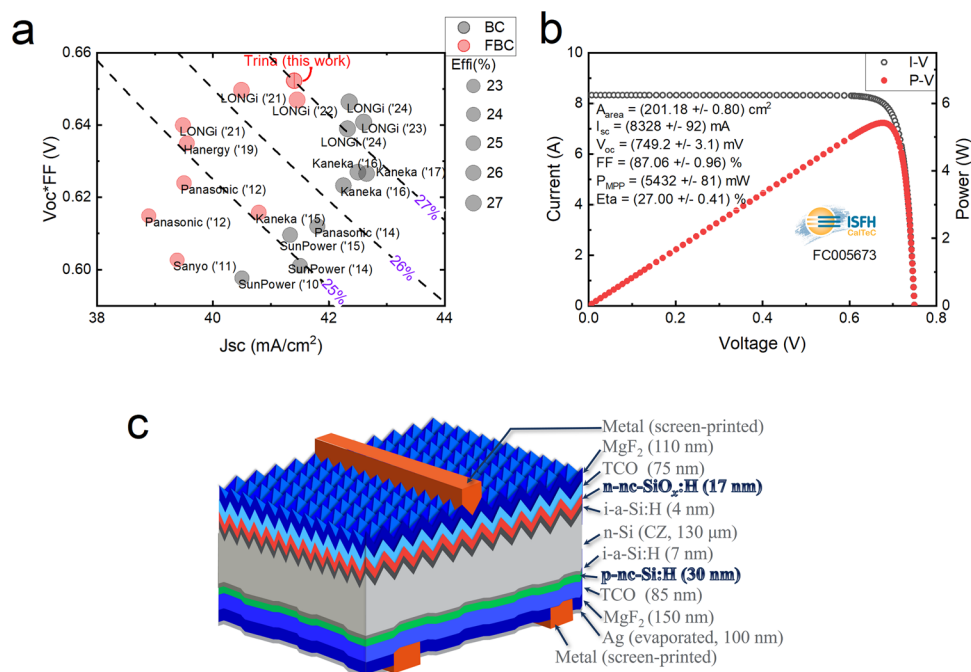 a
BC
FBC
Effi(%)
23
24
25
26
27
0.66
0.64
0.62
0.60
Voc*FF (V)
38
40
42
44
Jsc (mA/cm²)
Trina (this work)
LONGi ('21)
LONGi ('22)
LONGi ('24)
LONGi ('21)
LONGi ('23)
Hanergy ('19)
LONGi ('24)
Kaneka ('16)
Kaneka ('17)
Panasonic ('12)
Kaneka ('16)
Panasonic ('12)
Kaneka ('15)
Panasonic ('14)
SunPower ('15)
Sanyo ('11)
SunPower ('14)
SunPower ('10
27%
26%
25%
b
I-V
P-V
10
8
6
4
2
0
Current (A)
0.0
0.2
0.4
0.6
0.8
Voltage (V)
6
4
2
0
Power (W)
A_area = (201.18 +/- 0.80) cm²
I_sc = (8328 +/- 92) mA
V_oc = (749.2 +/- 3.1) mV
FF = (87.06 +/- 0.96) %
P_MPP = (5432 +/- 81) mW
Eta = (27.00 +/- 0.41) %
ISFH
CalTeC
FC005673
c
Metal (screen-printed)
MgF₂ (110 nm)
TCO (75 nm)
n-nc-SiOₓ:H (17 nm)
i-a-Si:H (4 nm)
n-Si (CZ, 130 μm)
i-a-Si:H (7 nm)
p-nc-Si:H (30 nm)
TCO (85 nm)
MgF₂ (150 nm)
Ag (evaporated, 100 nm)
Metal (screen-printed)